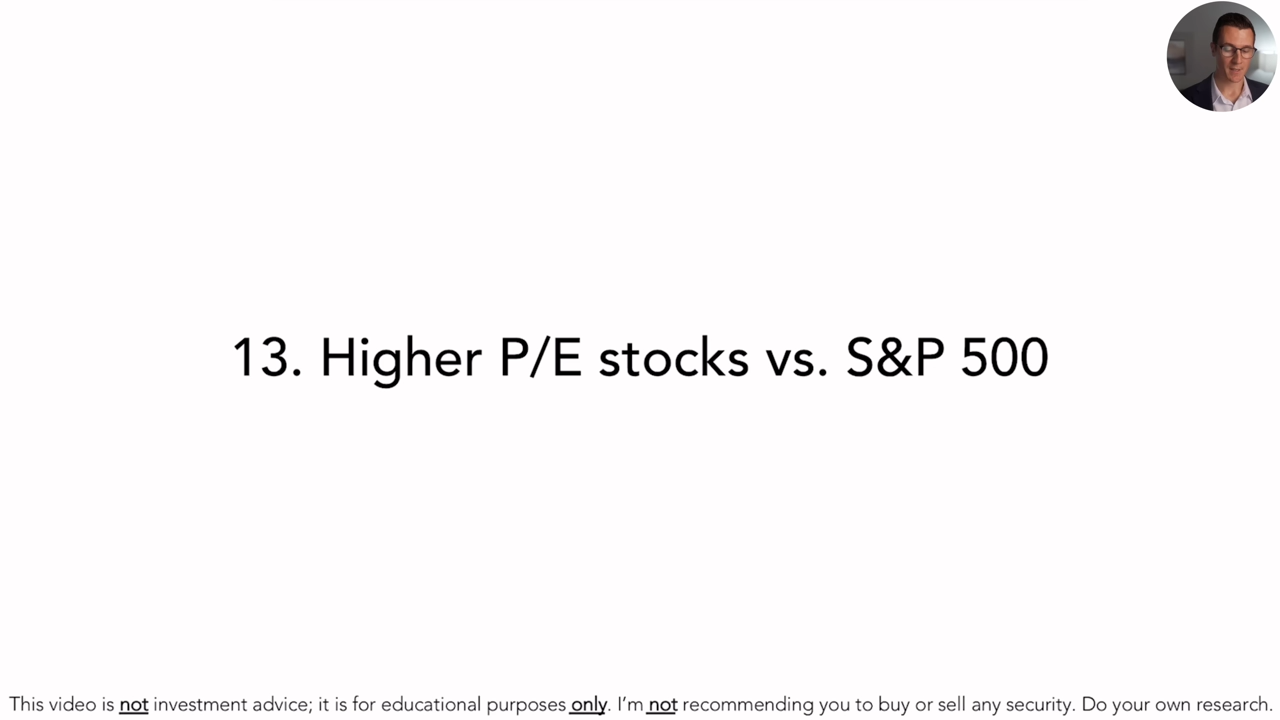 13. Higher P/E stocks vs. S&P 500
This video is not investment advice; it is for educational purposes only. I'm not recommending you to buy or sell any security. Do your own research.